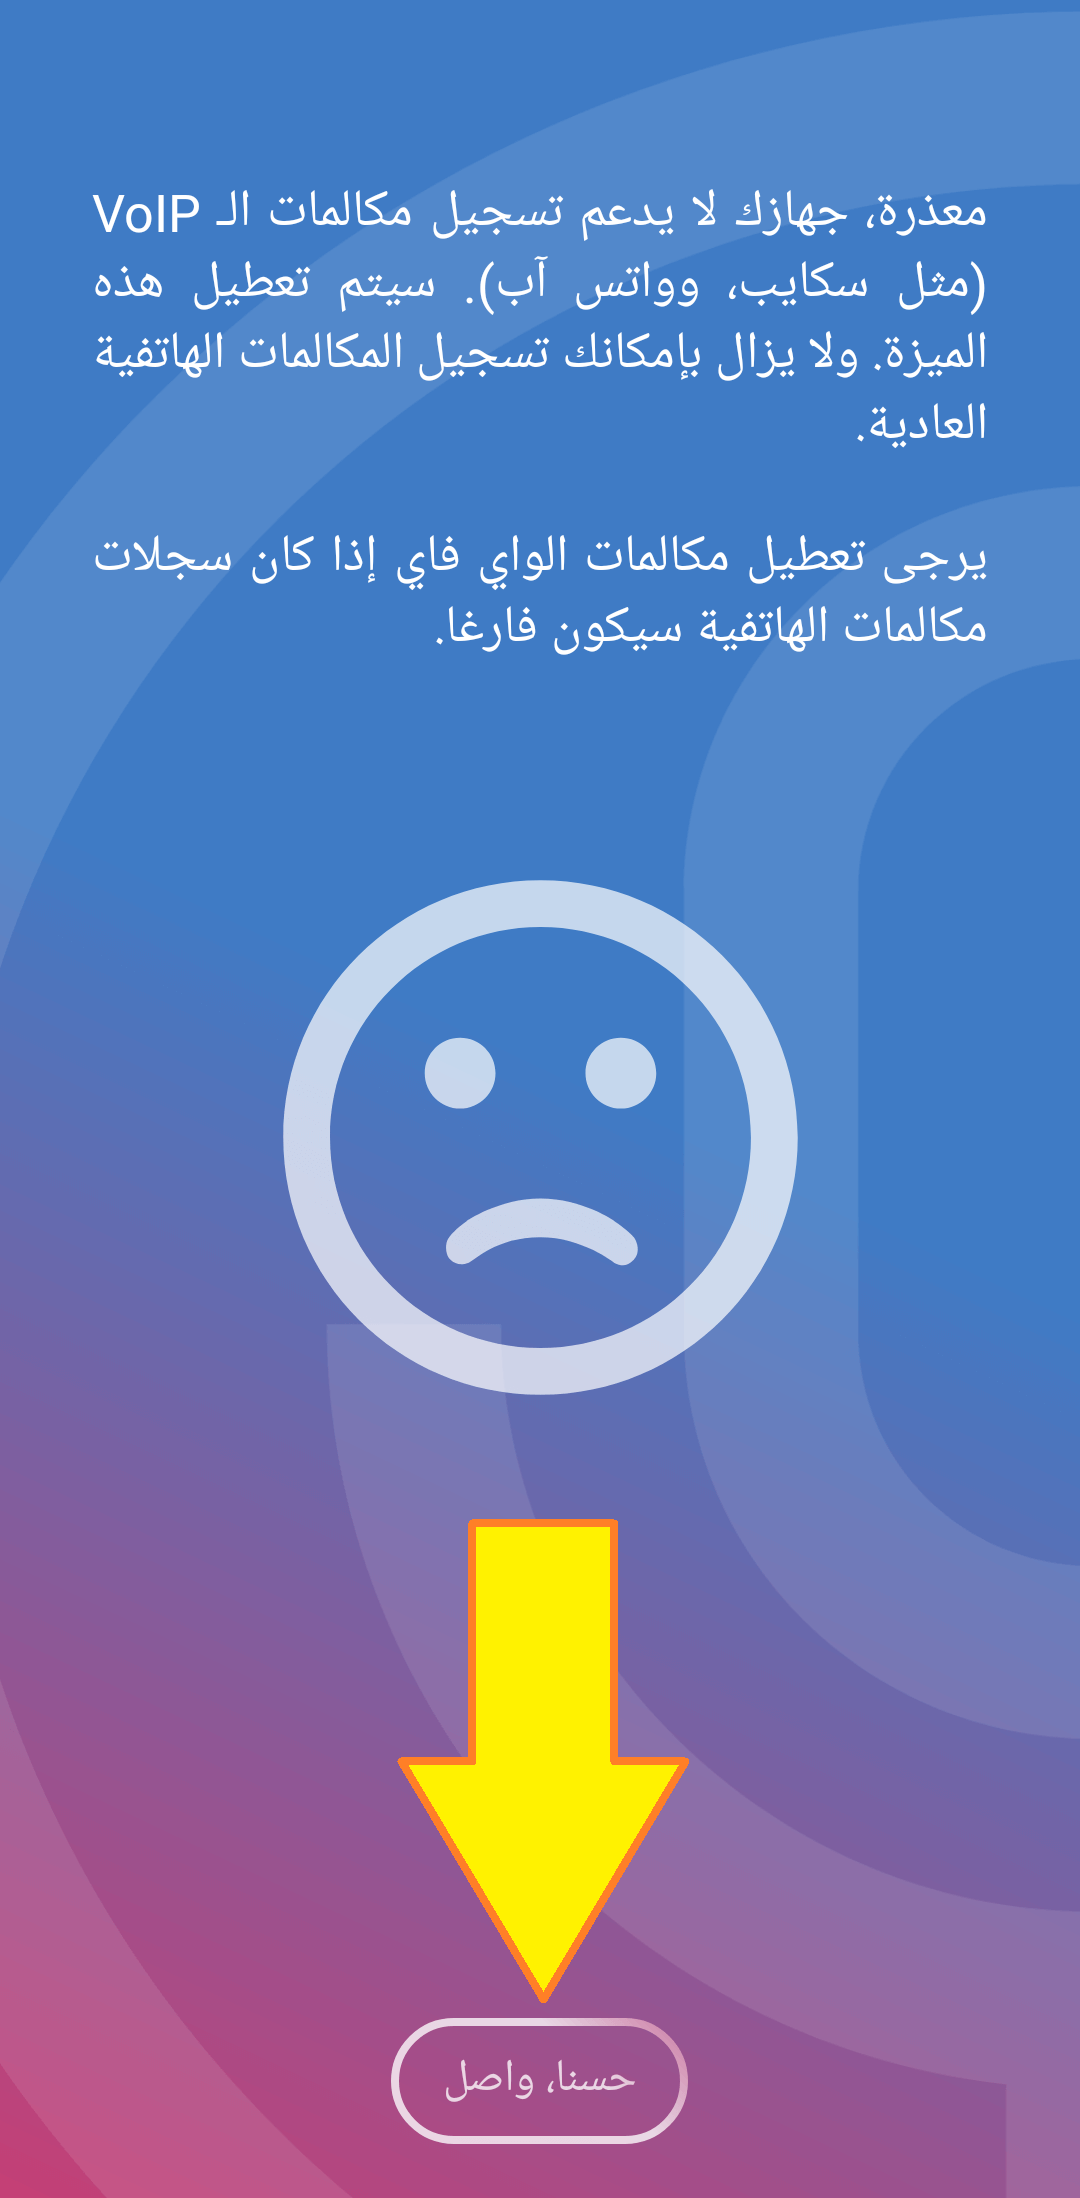 معذرة، جهازك لا يدعم تسجيل مكالمات الـ VoIP
(مثل سكايب، وواتس آب). سيتم تعطيل هذه
الميزة. ولا يزال بإمكانك تسجيل المكالمات الهاتفية
العادية.
يرجى تعطيل مكالمات الواي فاي إذا كان سجلات
مكالمات الهاتفية سيكون فارغا.
حسنا، واصل